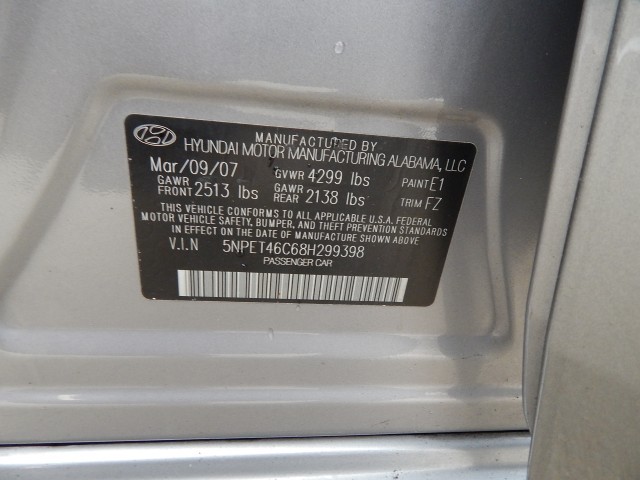 MANUFACTURED BY
HYUNDAI MOTOR MANUFACTURING ALABAMA, LLC
Mar/09/07 GVWR 4299 lbs PAINT E1
GAWR FRONT 2513 lbs GAWR REAR 2138 lbs TRIM FZ
THIS VEHICLE CONFORMS TO ALL APPLICABLE U.S.A. FEDERAL
MOTOR VEHICLE SAFETY, BUMPER, AND THEFT PREVENTION STANDARDS
IN EFFECT ON THE DATE OF MANUFACTURE SHOWN ABOVE.
V.I.N 5NPET46C68H299398
PASSENGER CAR